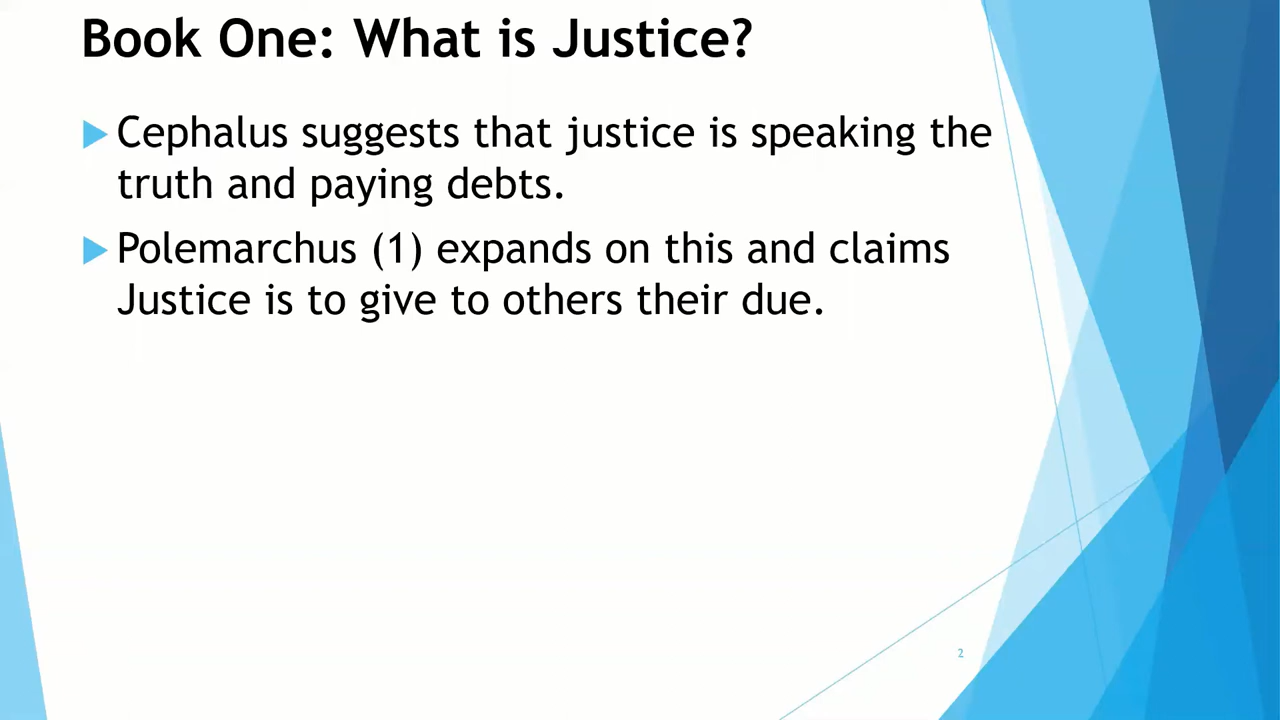 Book One: What is Justice?
Cephalus suggests that justice is speaking the
truth and paying debts.
Polemarchus (1) expands on this and claims
Justice is to give to others their due.
2